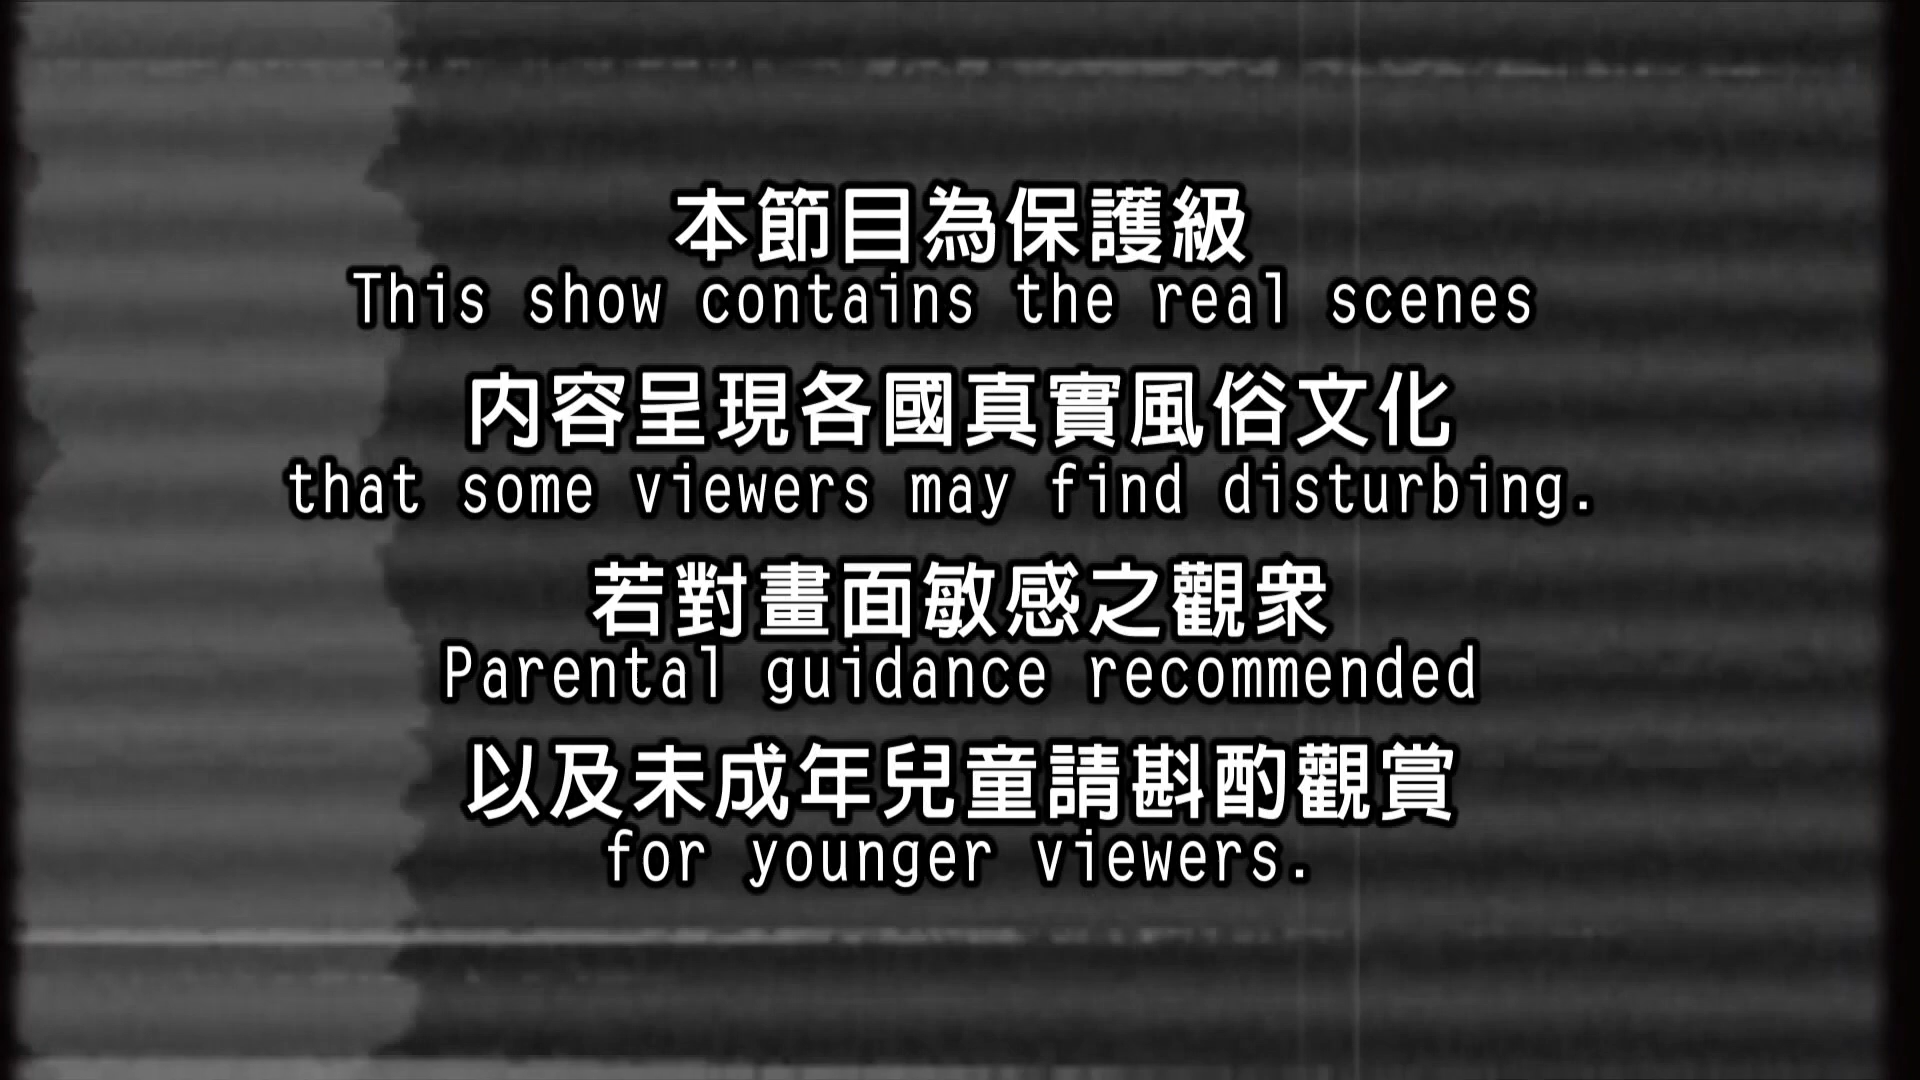 本節目為保護級
This show contains the real scenes
內容呈現各國真實風俗文化
that some viewers may find disturbing.
若對畫面敏感之觀眾
Parental guidance recommended
以及未成年兒童請斟酌觀賞
for younger viewers.